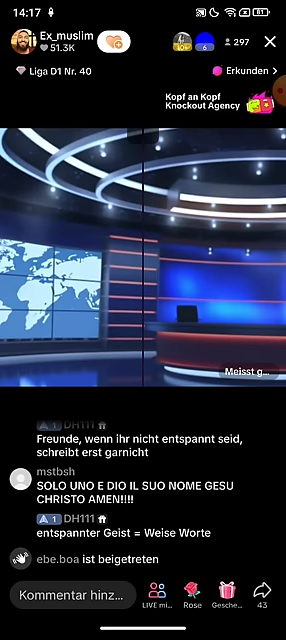 14:17
81
Ex_muslim
51.3K
297
Liga D1 Nr. 40
Erkunden
Kopf an Kopf
Knockout Agency
Meisst g...
1 DH111
Freunde, wenn ihr nicht entspannt seid,
schreibt erst garnicht
mstbsh
SOLO UNO E DIO IL SUO NOME GESU
CHRISTO AMEN!!!!
1 DH111
entspannter Geist = Weise Worte
ebe.boa ist beigetreten
Kommentar hinz...
LIVE mi...
Rose
Gesche...
43